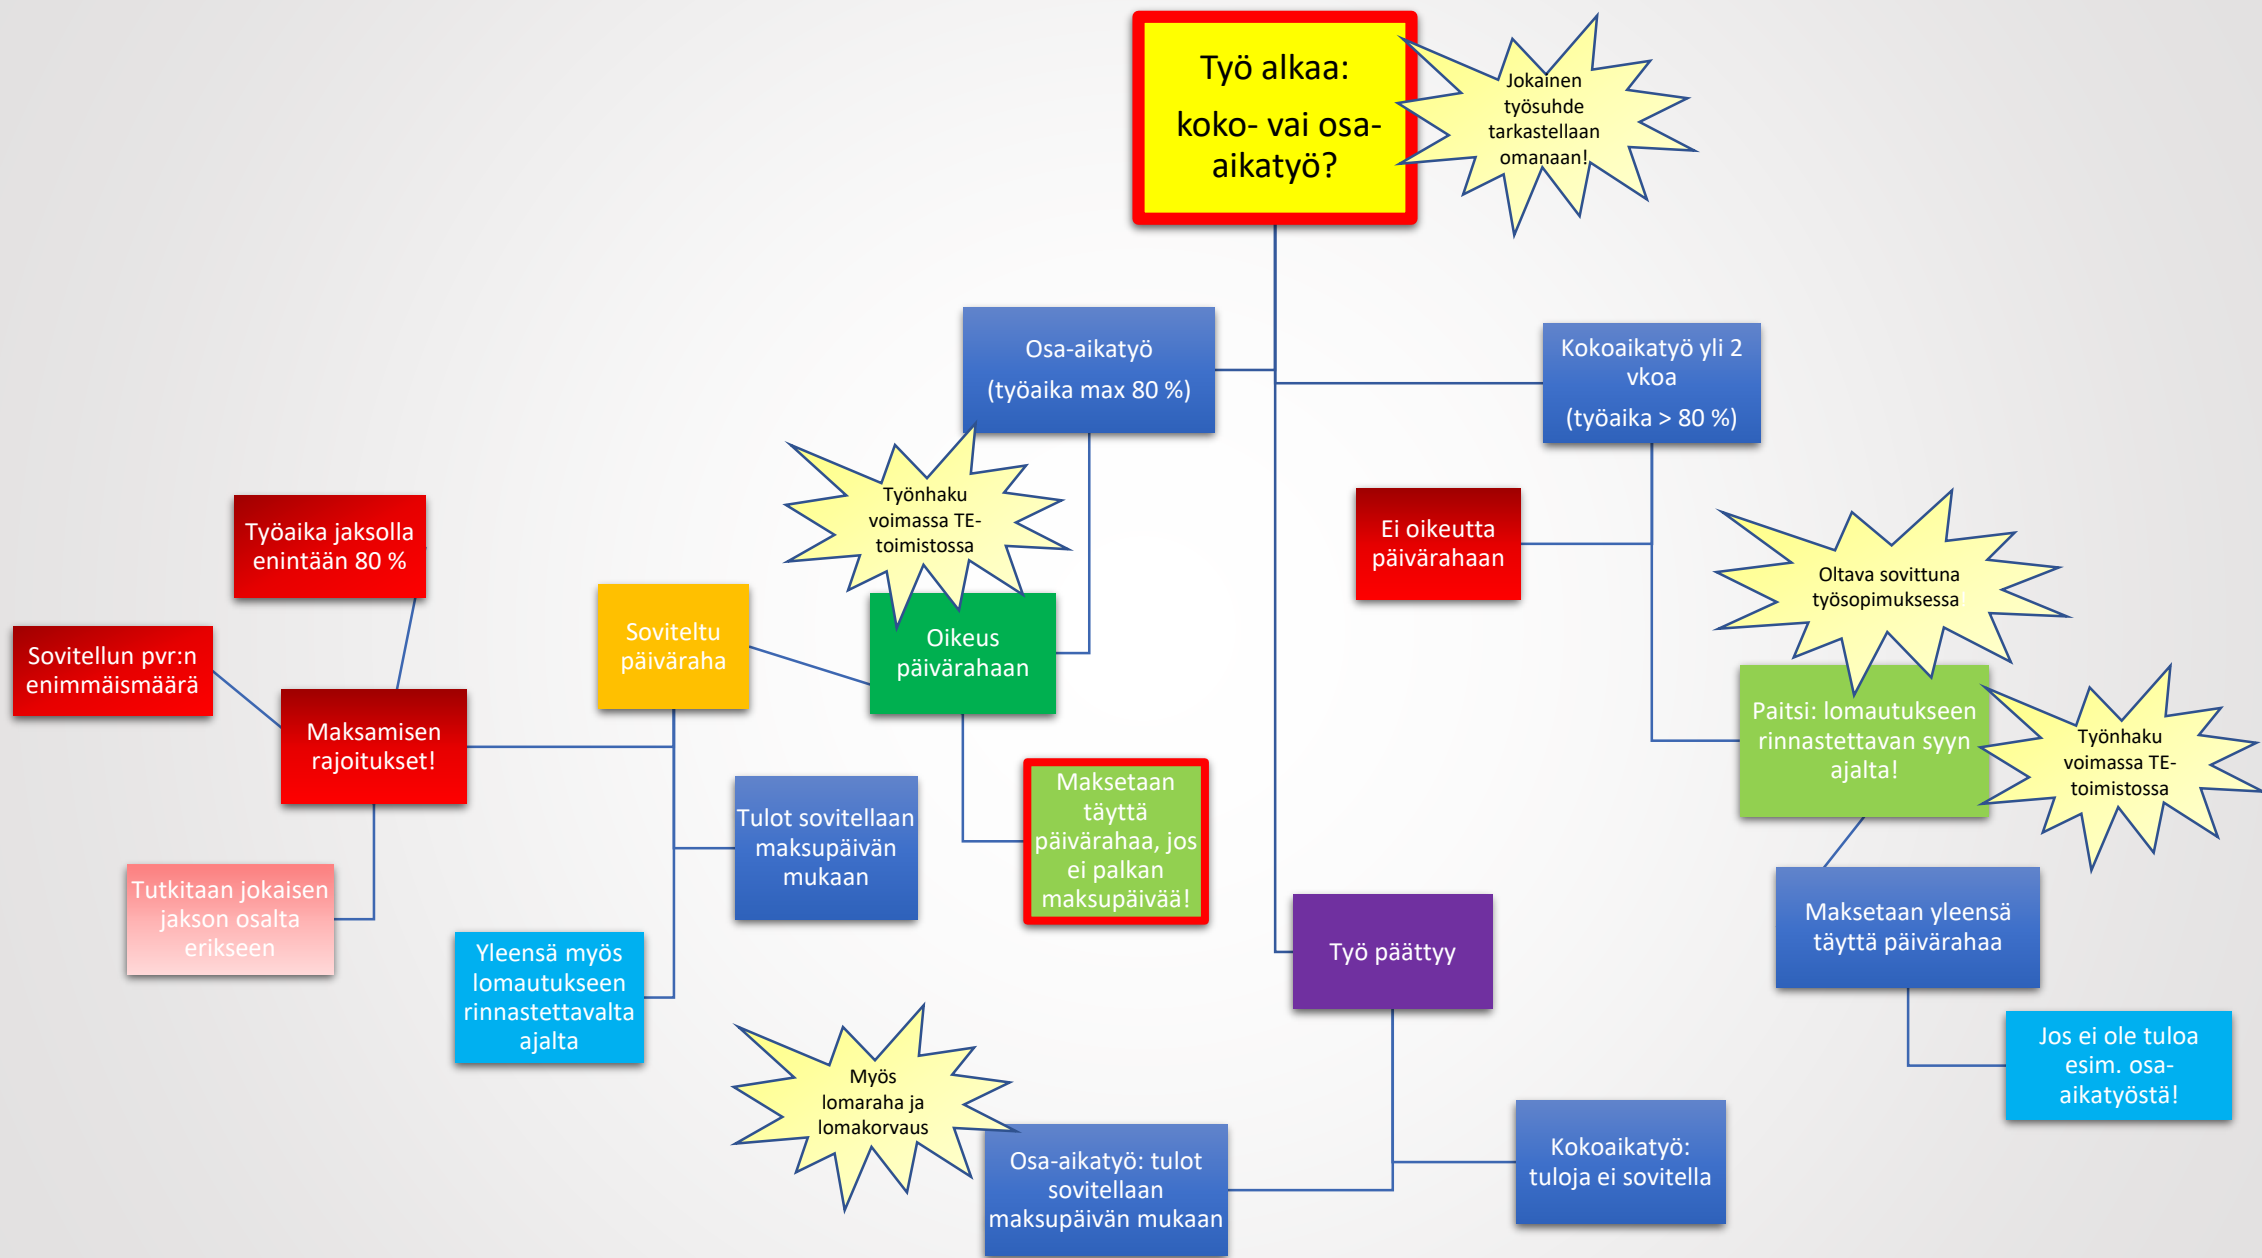 Työ alkaa:
koko- vai osa-
aikatyö?
Jokainen
työsuhde
tarkastellaan
omanaan!
Osa-aikatyö
(työaika max 80 %)
Kokoaikatyö yli 2
vkoa
(työaika > 80 %)
Työnhaku
voimassa TE-
toimistossa
Työaika jaksolla
enintään 80 %
Ei oikeutta
päivärahaan
Oltava sovittuna
työsopimuksessa
Soviteltu
päiväraha
Oikeus
päivärahaan
Sovitellun pvr:n
enimmäismäärä
Maksamisen
rajoitukset!
Paitsi: lomautukseen
rinnastettavan syyn
ajalta!
Työnhaku
voimassa TE-
toimistossa
Maksetaan
täyttä
päivärahaa, jos
ei palkan
maksupäivää!
Tulot sovitellaan
maksupäivän
mukaan
Tutkitaan jokaisen
jakson osalta
erikseen
Yleensä myös
lomautukseen
rinnastettavalta
ajalta
Työ päättyy
Maksetaan yleensä
täyttä päivärahaa
Jos ei ole tuloa
esim. osa-
aikatyöstä!
Myös
lomaraha ja
lomakorvaus
Osa-aikatyö: tulot
sovitellaan
maksupäivän mukaan
Kokoaikatyö:
tuloja ei sovitella